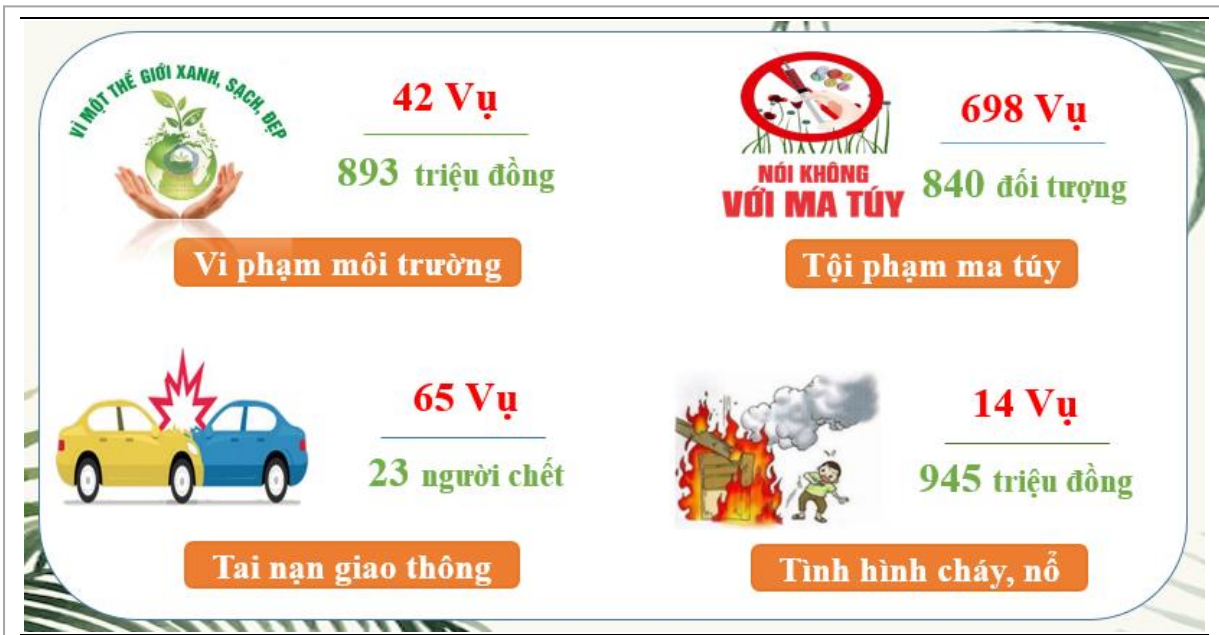 VÌ MỘT THẾ GIỚI XANH, SẠCH, ĐẸP
42 Vụ
893 triệu đồng
Vi phạm môi trường
NÓI KHÔNG
VỚI MA TÚY
698 Vụ
840 đối tượng
Tội phạm ma túy
65 Vụ
23 người chết
Tai nạn giao thông
14 Vụ
945 triệu đồng
Tình hình cháy, nổ